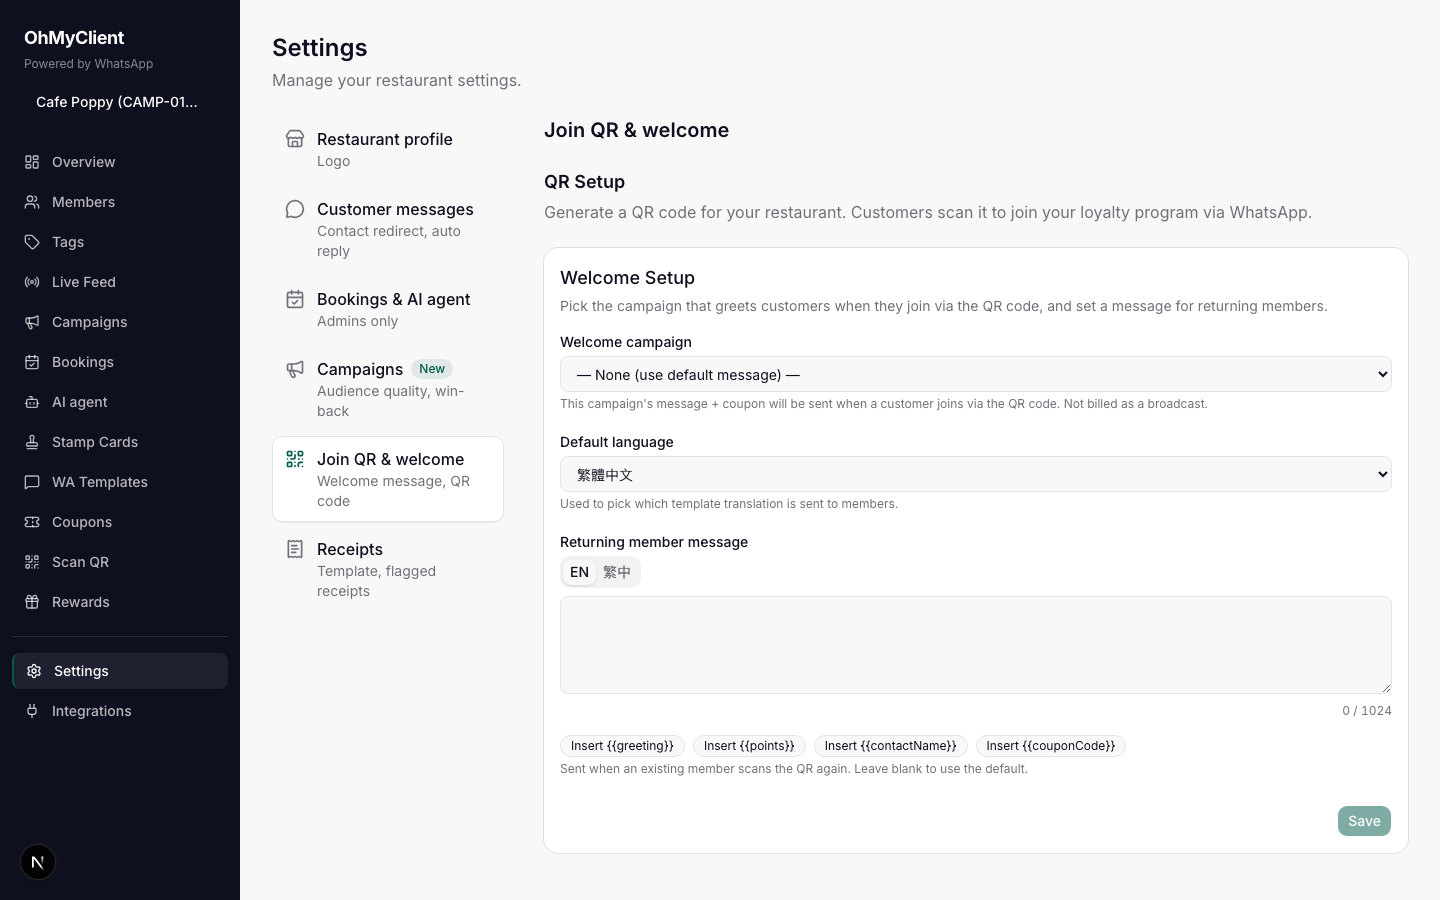 OhMyClient
Powered by WhatsApp
Cafe Poppy (CAMP-01...
Overview
Members
Tags
Live Feed
Campaigns
Bookings
AI agent
Stamp Cards
WA Templates
Coupons
Scan QR
Rewards
Settings
Integrations
N
Settings
Manage your restaurant settings.
Restaurant profile
Logo
Customer messages
Contact redirect, auto
reply
Bookings & AI agent
Admins only
Campaigns New
Audience quality, win-
back
Join QR & welcome
Welcome message, QR
code
Receipts
Template, flagged
receipts
Join QR & welcome
QR Setup
Generate a QR code for your restaurant. Customers scan it to join your loyalty program via WhatsApp.
Welcome Setup
Pick the campaign that greets customers when they join via the QR code, and set a message for returning members.
Welcome campaign
— None (use default message) —
This campaign's message + coupon will be sent when a customer joins via the QR code. Not billed as a broadcast.
Default language
繁體中文
Used to pick which template translation is sent to members.
Returning member message
EN 繁中
0 / 1024
Insert {{greeting}} Insert {{points}} Insert {{contactName}} Insert {{couponCode}}
Sent when an existing member scans the QR again. Leave blank to use the default.
Save